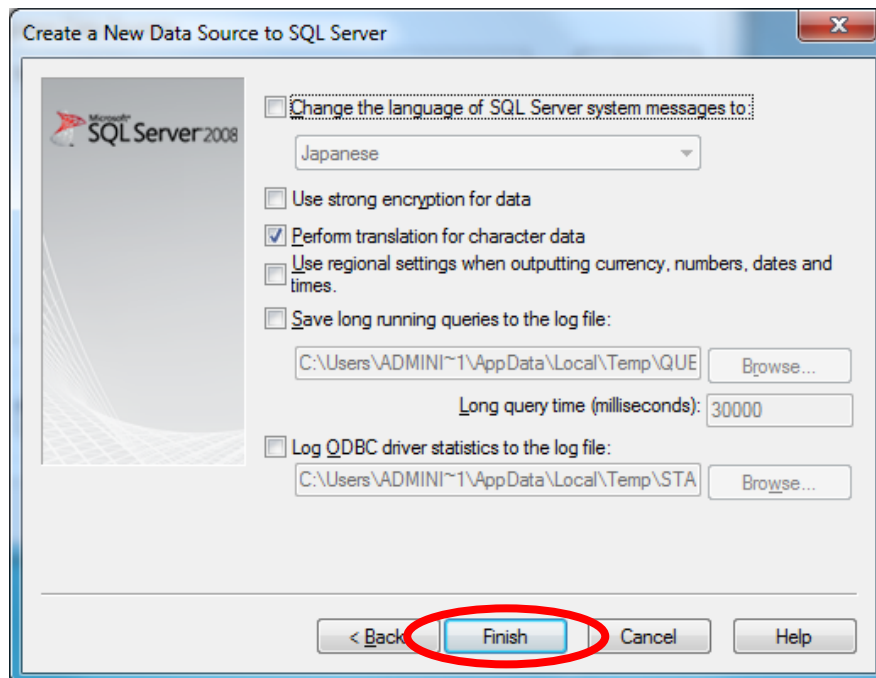 Create a New Data Source to SQL Server
Microsoft
SQL Server 2008
Change the language of SQL Server system messages to:
Japanese
Use strong encryption for data
Perform translation for character data
Use regional settings when outputting currency, numbers, dates and
times.
Save long running queries to the log file:
C:\Users\ADMINI~1\AppData\Local\Temp\QUE
Browse...
Long query time (milliseconds):
30000
Log ODBC driver statistics to the log file:
C:\Users\ADMINI~1\AppData\Local\Temp\STA
Browse...
< Back
Finish
Cancel
Help